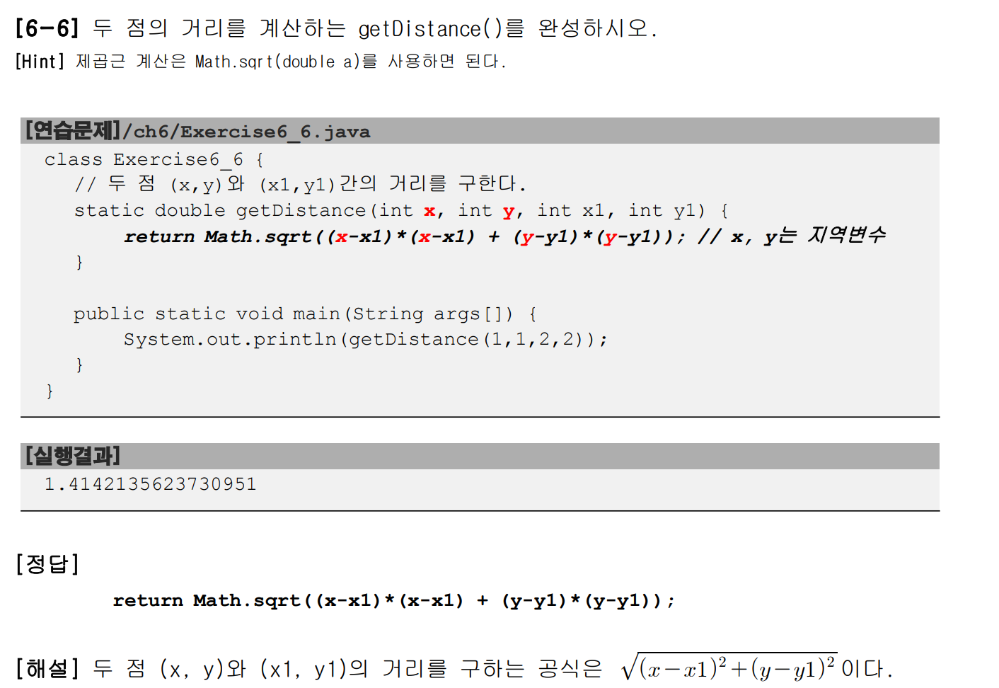 [6-6] 두 점의 거리를 계산하는 getDistance()를 완성하시오.
[Hint] 제곱근 계산은 Math.sqrt(double a)를 사용하면 된다.
[연습문제]/ch6/Exercise6_6.java
class Exercise6_6 {
// 두 점 (x,y)와 (x1,y1)간의 거리를 구한다.
static double getDistance(int x, int y, int x1, int y1) {
return Math.sqrt((x-x1)*(x-x1) + (y-y1)*(y-y1)); // x, y는 지역변수
}
public static void main(String args[]) {
System.out.println(getDistance(1,1,2,2));
}
}
[실행결과]
1.4142135623730951
[정답]
return Math.sqrt((x-x1)*(x-x1) + (y-y1)*(y-y1));
[해설] 두 점 (x, y)와 (x1, y1)의 거리를 구하는 공식은 √(x−x1)²+(y−y1)² 이다.